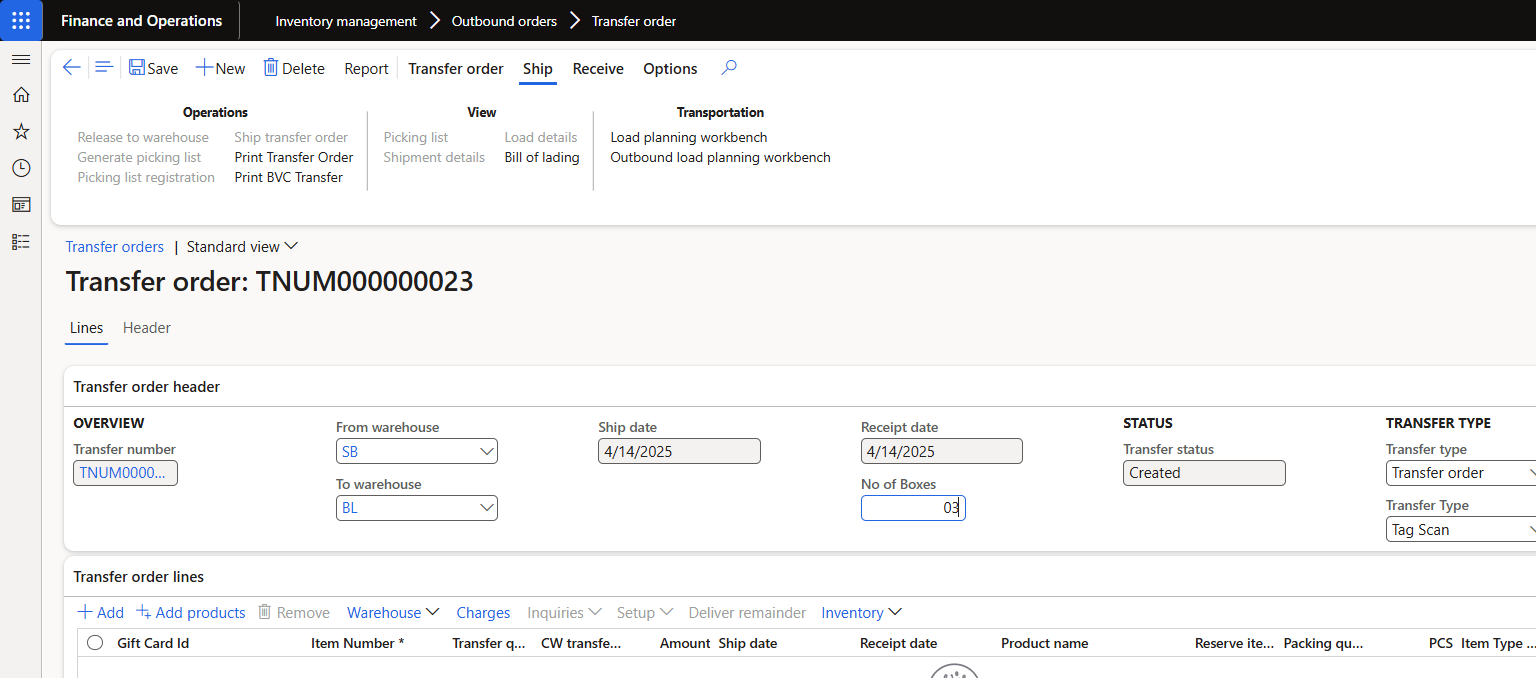 Finance and Operations
Inventory management > Outbound orders > Transfer order
Save New Delete Report Transfer order Ship Receive Options
Operations
Release to warehouse
Generate picking list
Picking list registration
Ship transfer order
Print Transfer Order
Print BVC Transfer
View
Picking list
Shipment details
Load details
Bill of lading
Transportation
Load planning workbench
Outbound load planning workbench
Transfer orders | Standard view
Transfer order: TNUM000000023
Lines Header
Transfer order header
OVERVIEW
Transfer number
TNUM0000...
From warehouse
SB
To warehouse
BL
Ship date
4/14/2025
Receipt date
4/14/2025
No of Boxes
03
STATUS
Transfer status
Created
TRANSFER TYPE
Transfer type
Transfer order
Transfer Type
Tag Scan
Transfer order lines
Add Add products Remove Warehouse Charges Inquiries Setup Deliver remainder Inventory
Gift Card Id Item Number * Transfer q... CW transfe... Amount Ship date Receipt date Product name Reserve ite... Packing qu... PCS Item Type ...